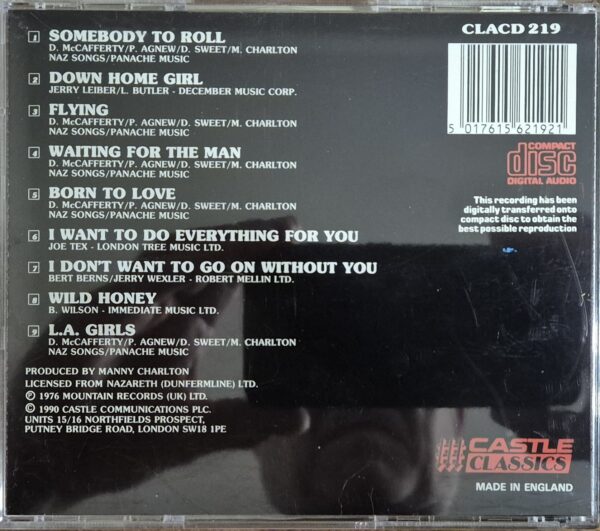 1 SOMEBODY TO ROLL
D. McCAFFERTY/P. AGNEW/D. SWEET/M. CHARLTON
NAZ SONGS/PANACHE MUSIC
2 DOWN HOME GIRL
JERRY LEIBER/L. BUTLER - DECEMBER MUSIC CORP.
3 FLYING
D. McCAFFERTY/P. AGNEW/D. SWEET/M. CHARLTON
NAZ SONGS/PANACHE MUSIC
4 WAITING FOR THE MAN
D. McCAFFERTY/P. AGNEW/D. SWEET/M. CHARLTON
NAZ SONGS/PANACHE MUSIC
5 BORN TO LOVE
D. McCAFFERTY/P. AGNEW/D. SWEET/M. CHARLTON
NAZ SONGS/PANACHE MUSIC
6 I WANT TO DO EVERYTHING FOR YOU
JOE TEX - LONDON TREE MUSIC LTD.
7 I DON'T WANT TO GO ON WITHOUT YOU
BERT BERNS/JERRY WEXLER - ROBERT MELLIN LTD.
8 WILD HONEY
B. WILSON - IMMEDIATE MUSIC LTD.
9 L.A. GIRLS
D. McCAFFERTY/P. AGNEW/D. SWEET/M. CHARLTON
NAZ SONGS/PANACHE MUSIC
PRODUCED BY MANNY CHARLTON
LICENSED FROM NAZARETH (DUNFERMLINE) LTD.
Ⓟ 1976 MOUNTAIN RECORDS (UK) LTD.
© 1990 CASTLE COMMUNICATIONS PLC.
UNITS 15/16 NORTHFIELDS PROSPECT,
PUTNEY BRIDGE ROAD, LONDON SW18 1PE
CLACD 219
5 017615 621921
COMPACT
disc
DIGITAL AUDIO
This recording has been
digitally transferred onto
compact disc to obtain the
best possible reproduction
CASTLE
CLASSICS
MADE IN ENGLAND